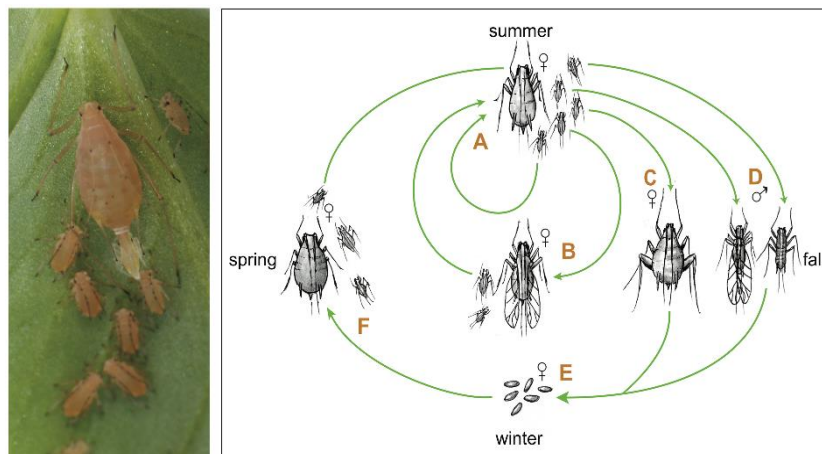 summer
♀
A
C
♀
D
♂
♀
B
♀
spring
fal
F
♀
E
winter